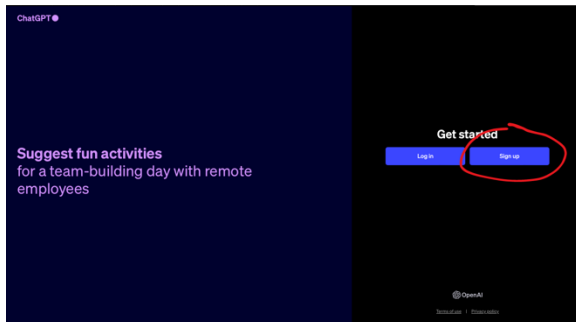 ChatGPT
Suggest fun activities
for a team-building day with remote
employees
Get started
Log in
Sign up
OpenAI
Terms of use | Privacy policy